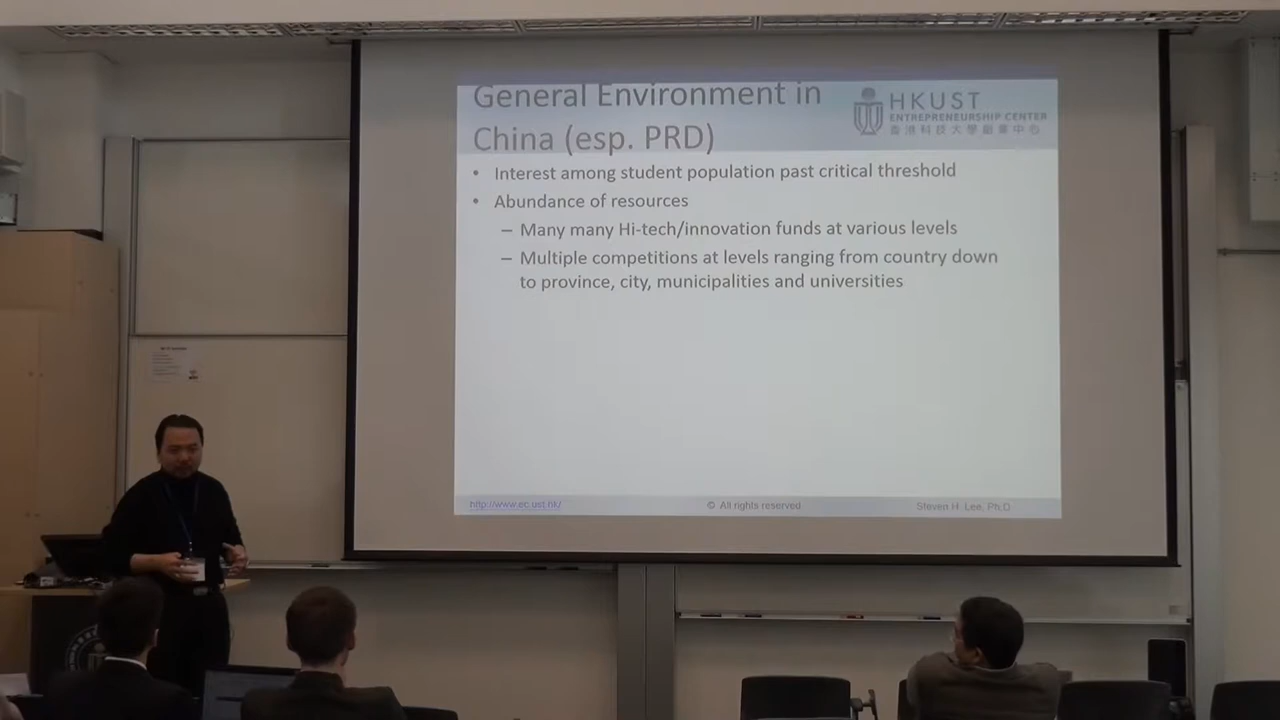 General Environment in
China (esp. PRD)
HKUST
ENTREPRENEURSHIP CENTER
香港科技大學創業中心
• Interest among student population past critical threshold
• Abundance of resources
– Many many Hi-tech/innovation funds at various levels
– Multiple competitions at levels ranging from country down
to province, city, municipalities and universities
http://www.ec.ust.hk/
© All rights reserved
Steven H. Lee, Ph.D